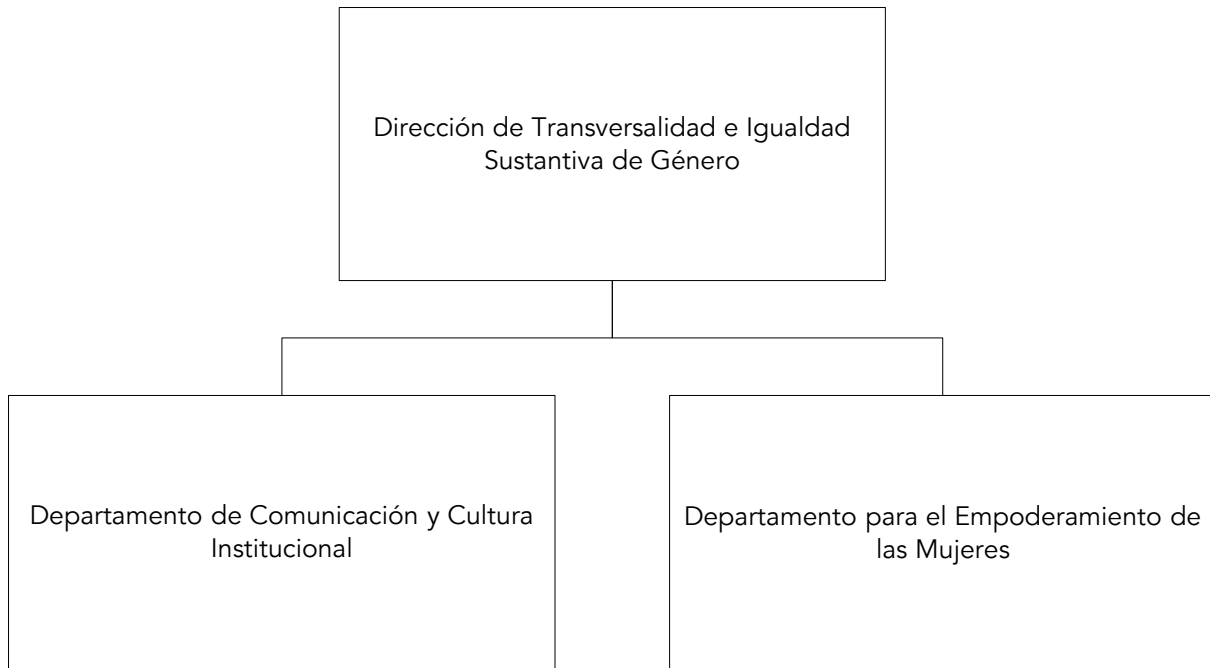 Dirección de Transversalidad e Igualdad
Sustantiva de Género
Departamento de Comunicación y Cultura
Institucional
Departamento para el Empoderamiento de
las Mujeres